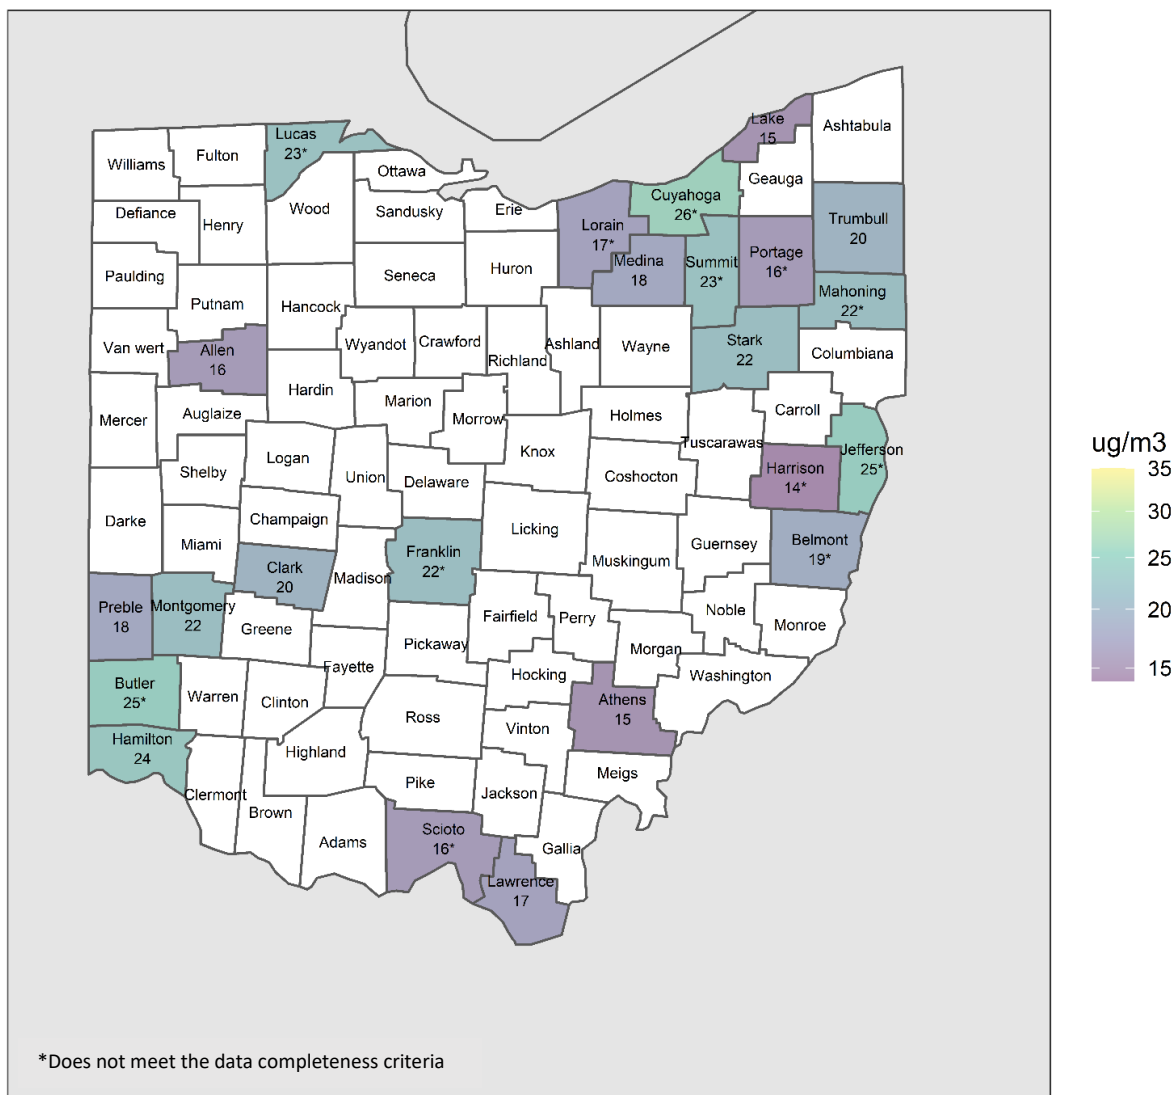 Lake
15
Ashtabula
Lucas
23*
Williams
Fulton
Ottawa
Geauga
Cuyahoga
26*
Defiance
Henry
Wood
Sandusky
Erie
Lorain
17*
Trumbull
20
Paulding
Seneca
Huron
Medina
18
Summit
23*
Portage
16*
Putnam
Hancock
Mahoning
22*
Van wert
Allen
16
Wyandot
Crawford
Richland
Ashland
Wayne
Stark
22
Columbiana
Mercer
Auglaize
Hardin
Marion
Morrow
Holmes
Carroll
Knox
Tuscarawas
Jefferson
25*
Shelby
Logan
Union
Delaware
Coshocton
Harrison
14*
Darke
Miami
Champaign
Licking
Muskingum
Guernsey
Belmont
19*
Clark
20
Madison
Franklin
22*
Preble
18
Montgomery
22
Greene
Fairfield
Perry
Noble
Monroe
Pickaway
Morgan
Butler
25*
Warren
Clinton
Fayette
Hocking
Washington
Athens
15
Ross
Vinton
Hamilton
24
Highland
Clermont
Brown
Pike
Jackson
Meigs
Adams
Scioto
16*
Gallia
Lawrence
17
*Does not meet the data completeness criteria
ug/m3
35
30
25
20
15